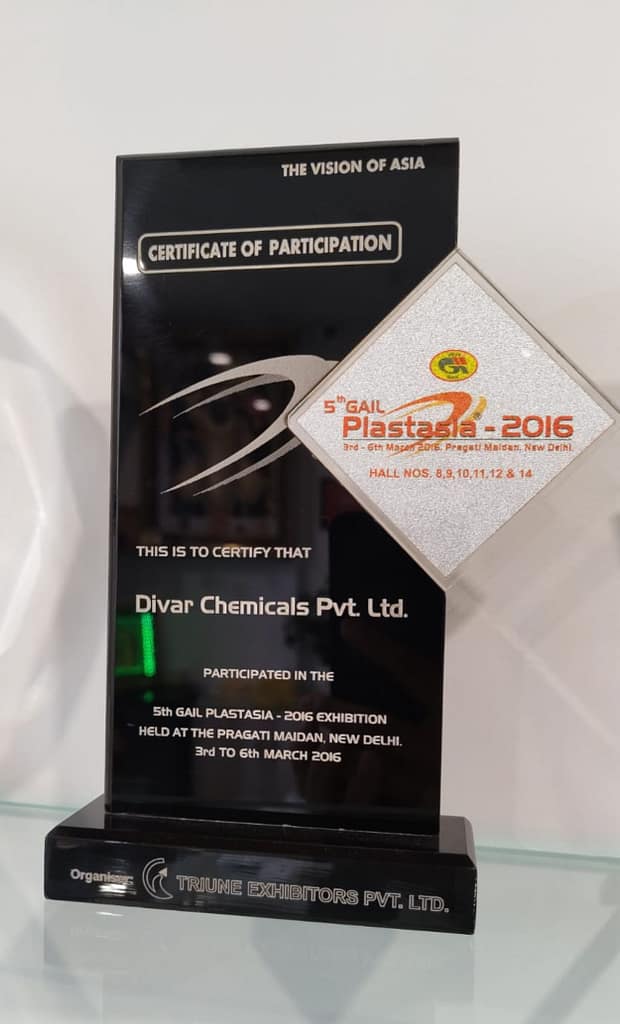 THE VISION OF ASIA
CERTIFICATE OF PARTICIPATION
5th GAIL
Plastasia - 2016
3rd - 6th March 2016, Pragati Maidan, New Delhi.
HALL NOS. 8,9,10,11,12 & 14
THIS IS TO CERTIFY THAT
Divar Chemicals Pvt. Ltd.
PARTICIPATED IN THE
5th GAIL PLASTASIA - 2016 EXHIBITION
HELD AT THE PRAGATI MAIDAN, NEW DELHI.
3rd TO 6th MARCH 2016
Organiser: TRIUNE EXHIBITORS PVT. LTD.